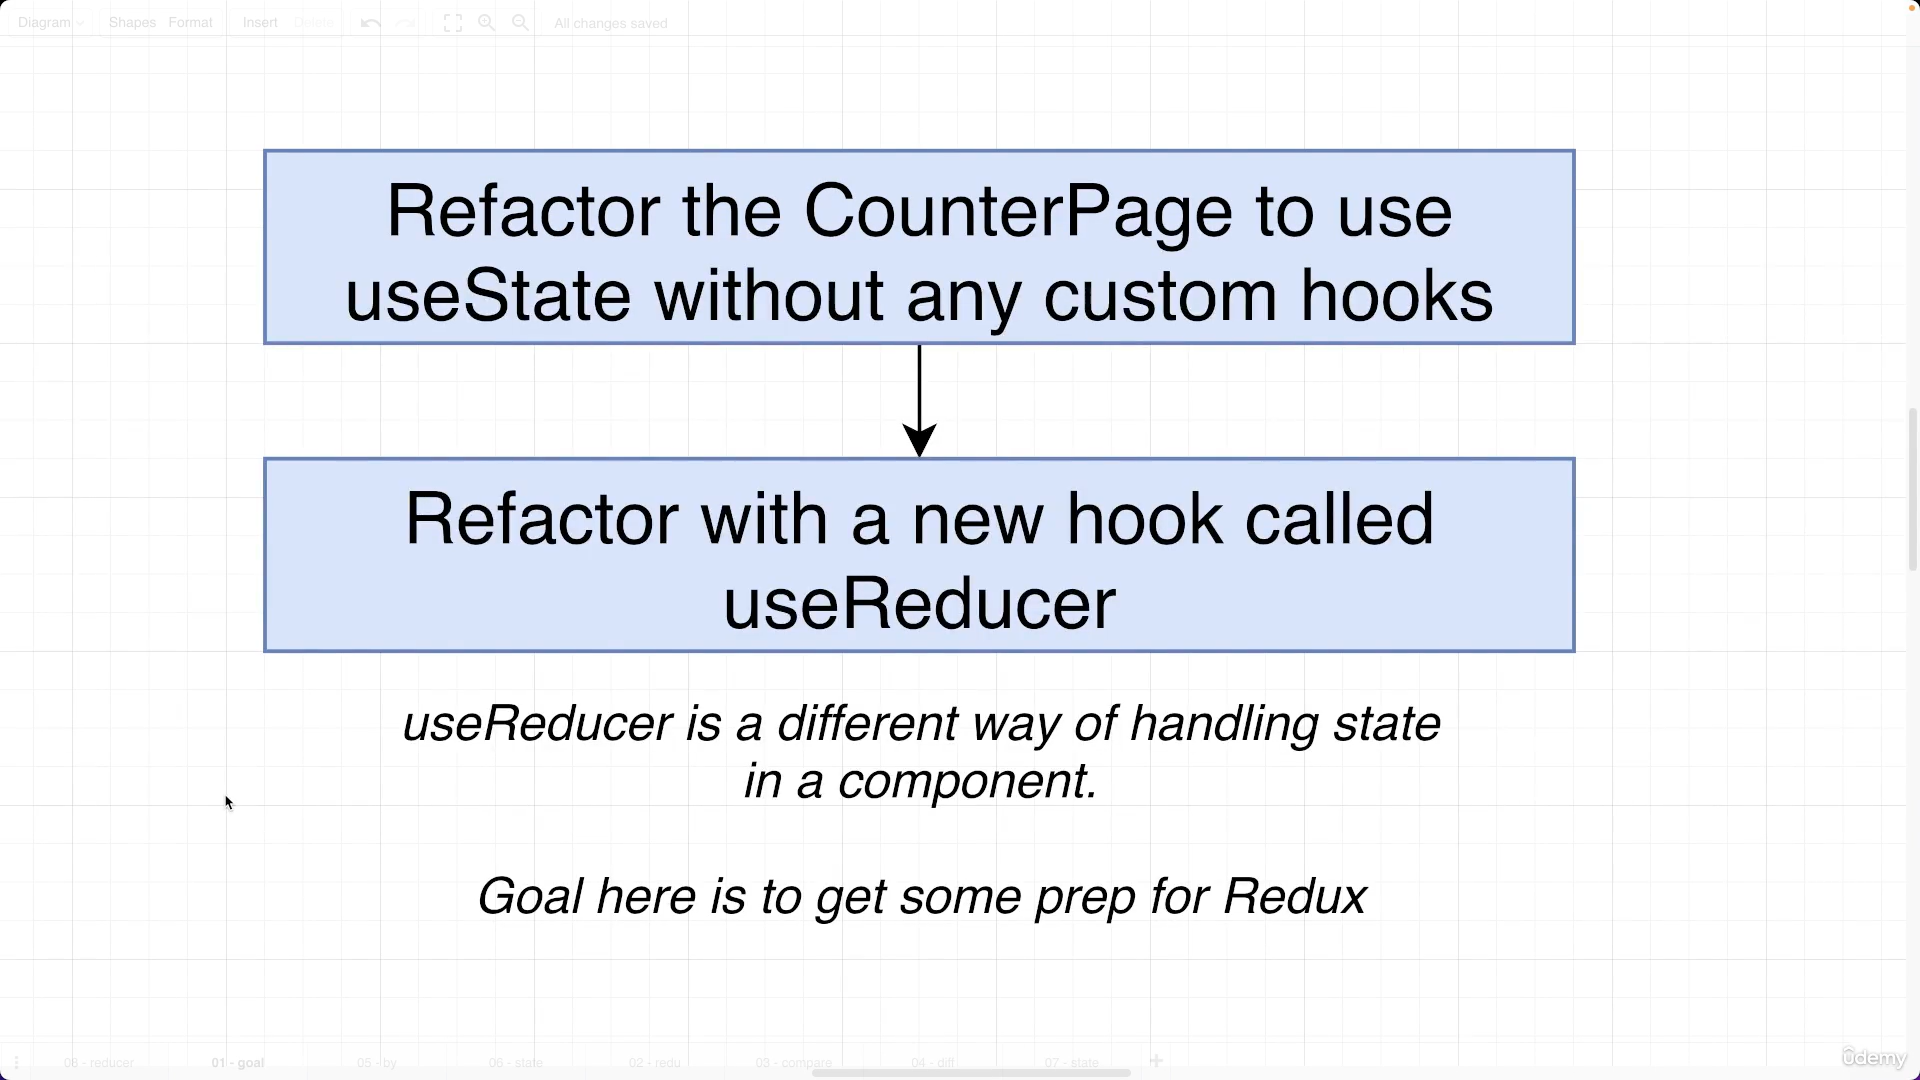 Diagram Shapes Format Insert Delete All changes saved
Refactor the CounterPage to use
useState without any custom hooks
Refactor with a new hook called
useReducer
useReducer is a different way of handling state
in a component.
Goal here is to get some prep for Redux
06 - reducer 01 - goal 05 - by 06 - state 02 - redu 03 - compare 04 - diff 07 - state
ûdemy